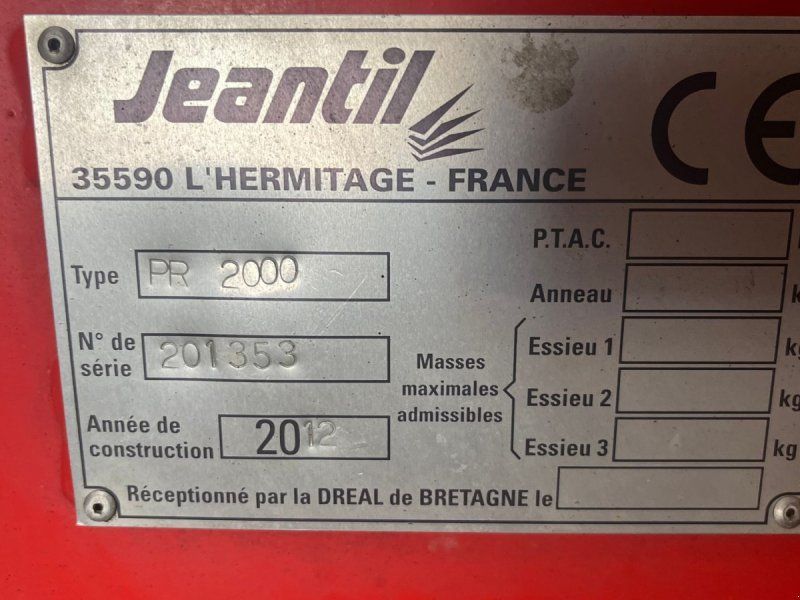 Jeantil
CE
35590 L'HERMITAGE - FRANCE
P.T.A.C.
Type PR 2000
Anneau
N° de série 201353
Masses maximales admissibles
Essieu 1 kg
Essieu 2 kg
Essieu 3 kg
Année de construction 2012
Réceptionné par la DREAL de BRETAGNE le